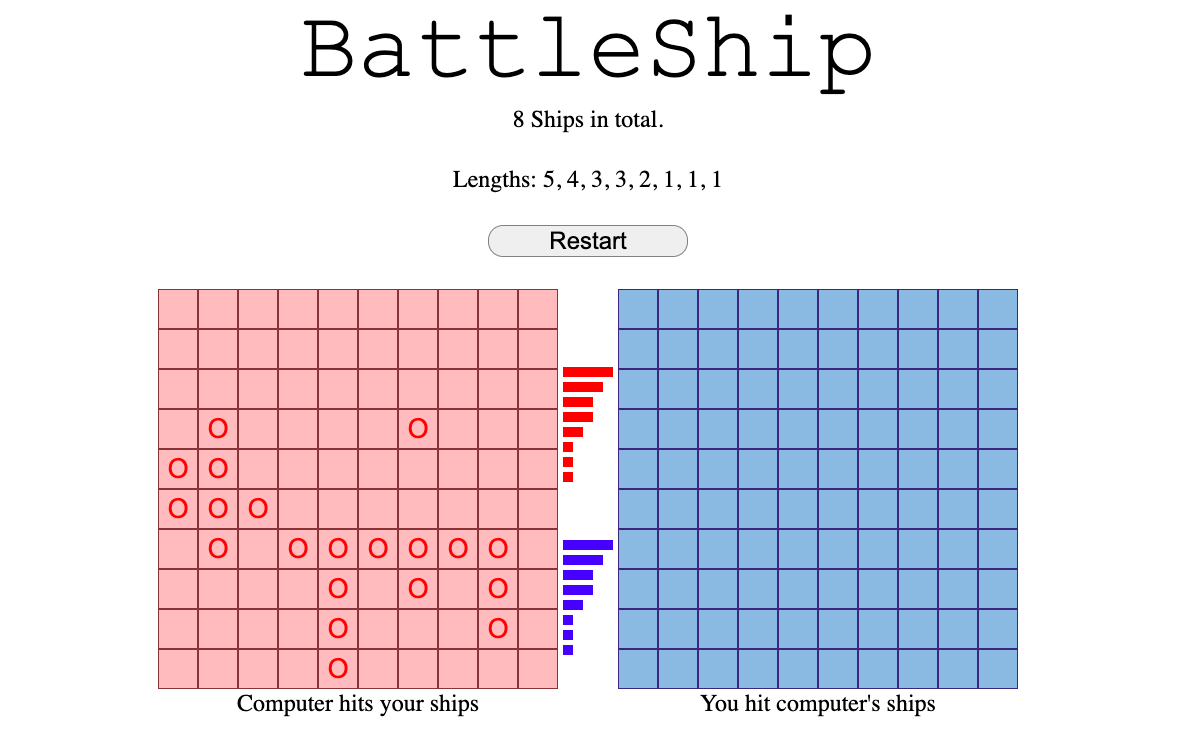 BattleShip
8 Ships in total.
Lengths: 5, 4, 3, 3, 2, 1, 1, 1
Restart
O O
O O
O O O
O O O O O O O
O O O
O O
O
Computer hits your ships
You hit computer's ships